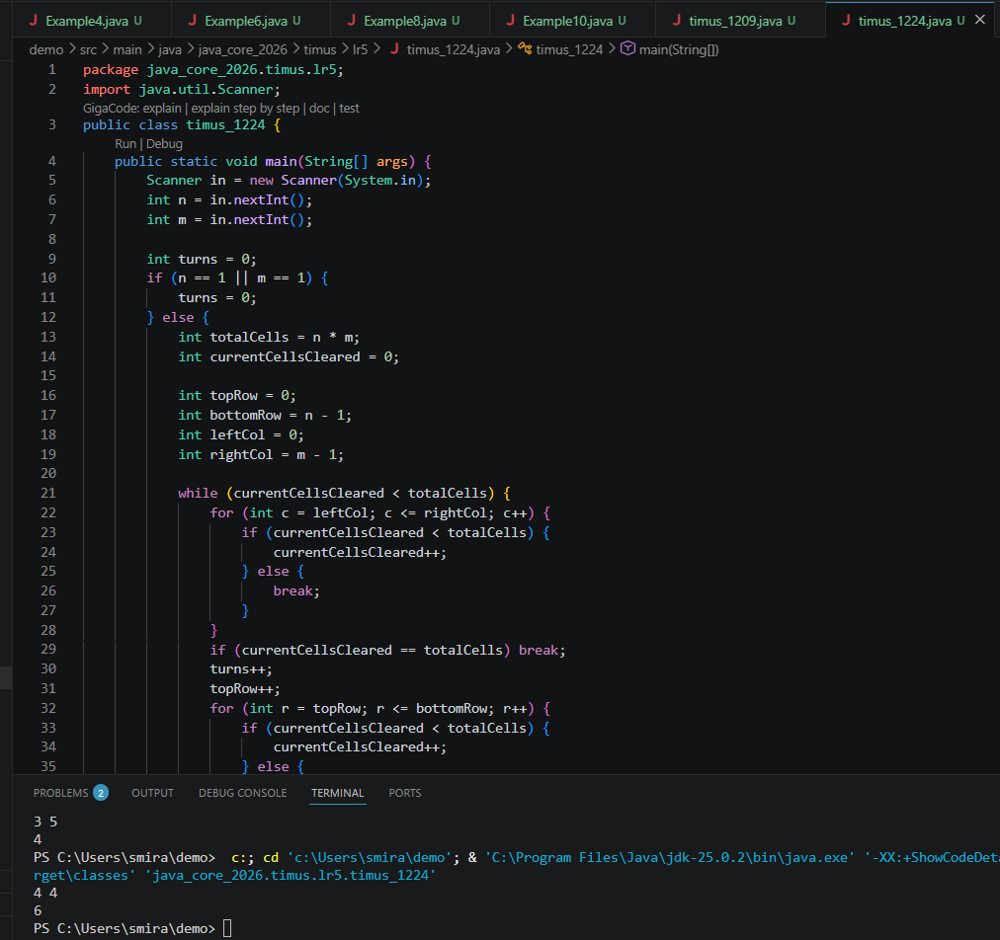 Example4.java U Example6.java U Example8.java U Example10.java U timus_1209.java U timus_1224.java U
demo > src > main > java > java_core_2026 > timus > lr5 > timus_1224.java > timus_1224 > main(String[])
1 package java_core_2026.timus.lr5;
2 import java.util.Scanner;
GigaCode: explain | explain step by step | doc | test
3 public class timus_1224 {
Run | Debug
4 public static void main(String[] args) {
5 Scanner in = new Scanner(System.in);
6 int n = in.nextInt();
7 int m = in.nextInt();
8
9 int turns = 0;
10 if (n == 1 || m == 1) {
11 turns = 0;
12 } else {
13 int totalCells = n * m;
14 int currentCellsCleared = 0;
15
16 int topRow = 0;
17 int bottomRow = n - 1;
18 int leftCol = 0;
19 int rightCol = m - 1;
20
21 while (currentCellsCleared < totalCells) {
22 for (int c = leftCol; c <= rightCol; c++) {
23 if (currentCellsCleared < totalCells) {
24 currentCellsCleared++;
25 } else {
26 break;
27 }
28 }
29 if (currentCellsCleared == totalCells) break;
30 turns++;
31 topRow++;
32 for (int r = topRow; r <= bottomRow; r++) {
33 if (currentCellsCleared < totalCells) {
34 currentCellsCleared++;
35 } else {
PROBLEMS 2 OUTPUT DEBUG CONSOLE TERMINAL PORTS
3 5
4
PS C:\Users\smira\demo> c:; cd 'c:\Users\smira\demo'; & 'C:\Program Files\Java\jdk-25.0.2\bin\java.exe' '-XX:+ShowCodeDeta
rget\classes' 'java_core_2026.timus.lr5.timus_1224'
4 4
6
PS C:\Users\smira\demo>